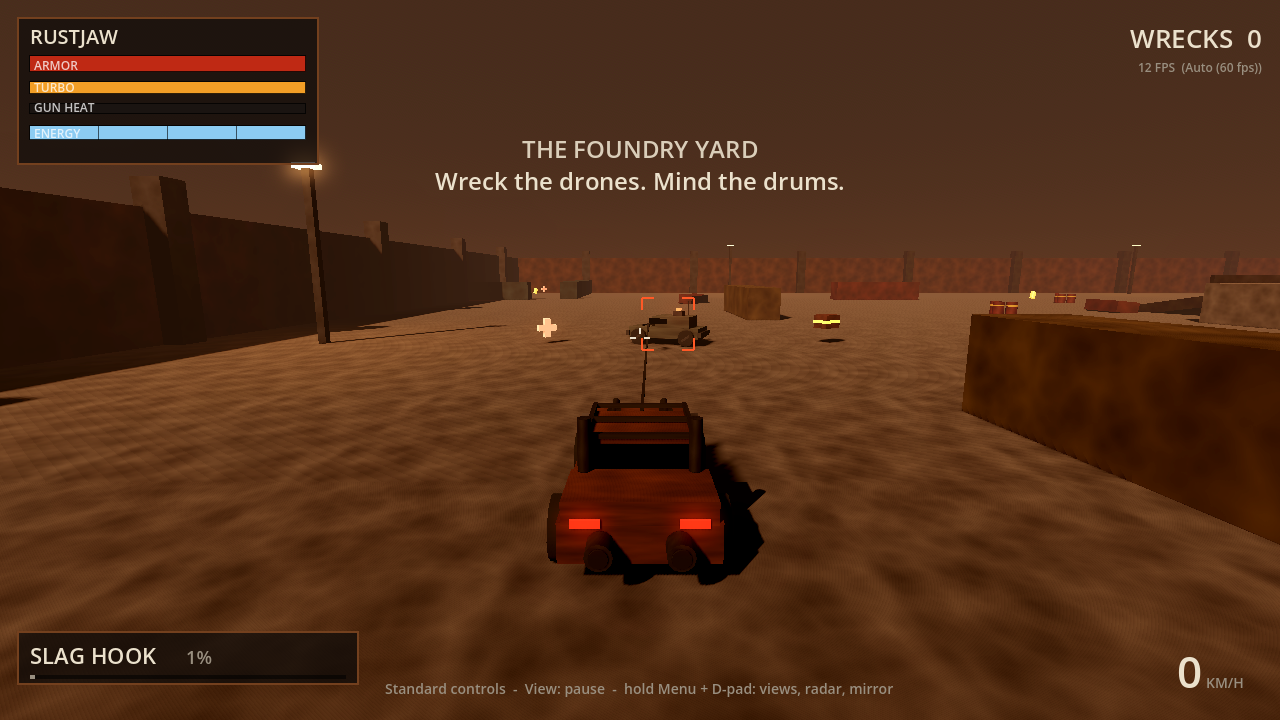 RUSTJAW
ARMOR
TURBO
GUN HEAT
ENERGY
WRECKS 0
12 FPS (Auto (60 fps))
THE FOUNDRY YARD
Wreck the drones. Mind the drums.
SLAG HOOK 1%
Standard controls - View: pause - hold Menu + D-pad: views, radar, mirror
0 KM/H